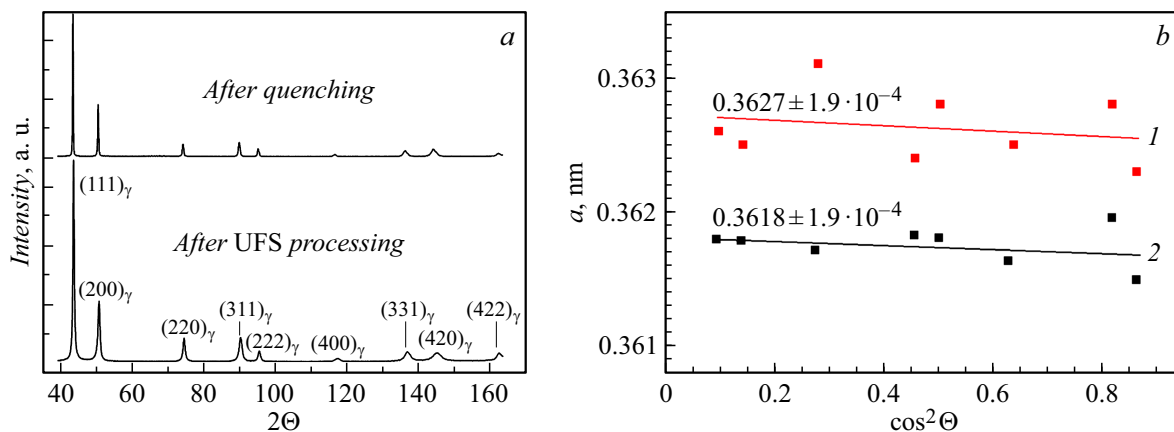 a
After quenching
(111)γ
After UFS processing
(200)γ
(220)γ
(311)γ
(222)γ
(400)γ
(331)γ
(420)γ
(422)γ
Intensity, a. u.
40 60 80 100 120 140 160
2Θ
b
0.363
0.362
0.361
a, nm
0.3627 ± 1.9 · 10⁻⁴
1
0.3618 ± 1.9 · 10⁻⁴
2
0 0.2 0.4 0.6 0.8
cos²Θ